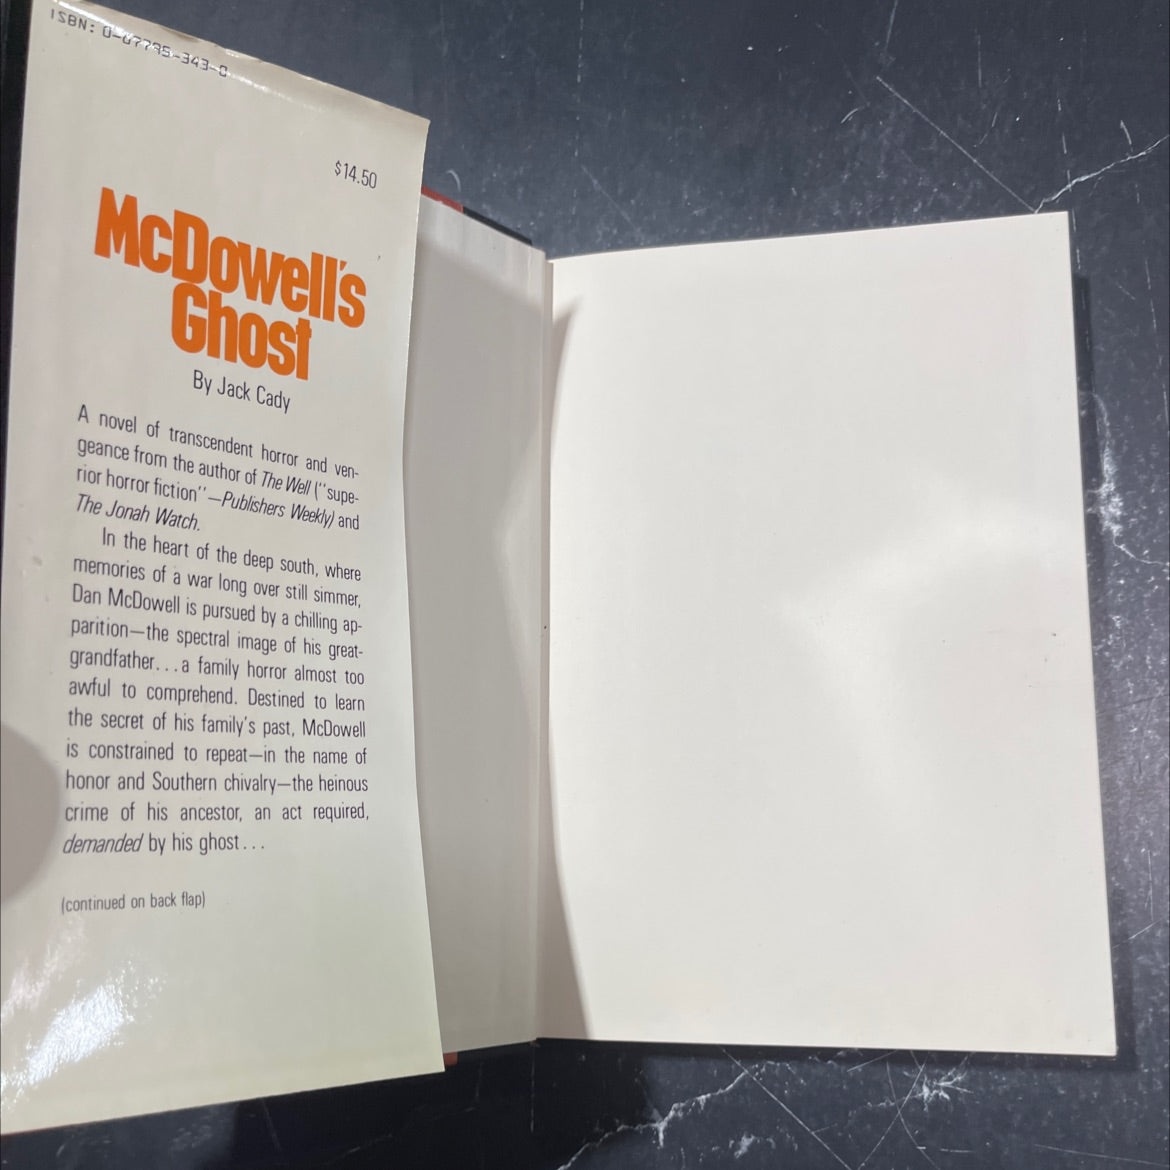 ISBN: 0-07795-343-0
$14.50
McDowell's
Ghost
By Jack Cady
A novel of transcendent horror and ven-
geance from the author of The Well (''supe-
rior horror fiction''—Publishers Weekly) and
The Jonah Watch.
In the heart of the deep south, where
memories of a war long over still simmer,
Dan McDowell is pursued by a chilling ap-
parition—the spectral image of his great-
grandfather...a family horror almost too
awful to comprehend. Destined to learn
the secret of his family's past, McDowell
is constrained to repeat—in the name of
honor and Southern chivalry—the heinous
crime of his ancestor, an act required,
demanded by his ghost...
(continued on back flap)